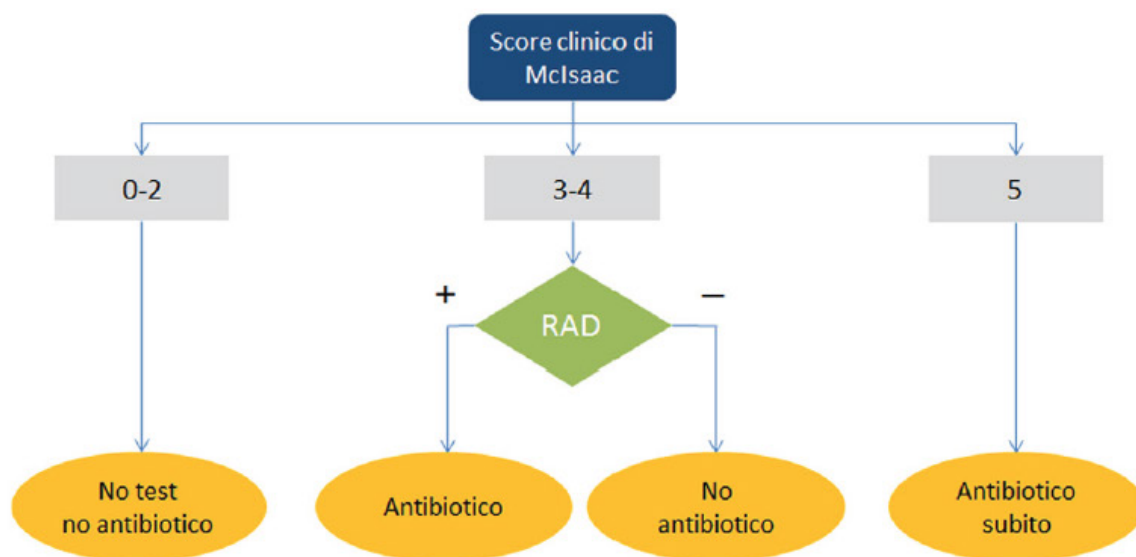 Score clinico di
McIsaac
0-2
3-4
5
+
–
RAD
No test
no antibiotico
Antibiotico
No
antibiotico
Antibiotico
subito